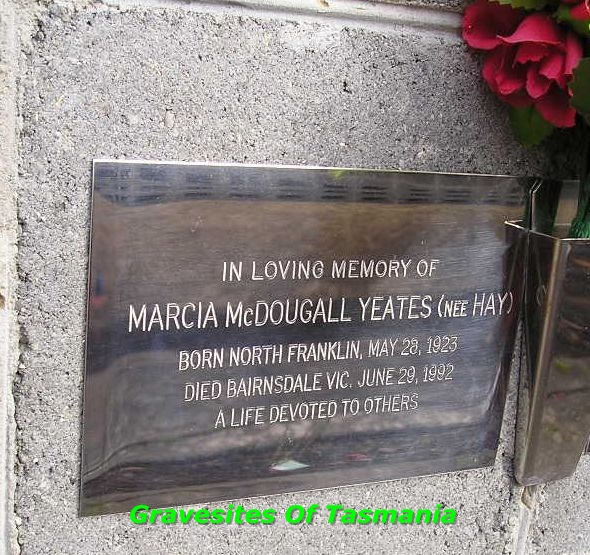 IN LOVING MEMORY OF
MARCIA McDOUGALL YEATES (NEE HAY)
BORN NORTH FRANKLIN, MAY 28, 1923
DIED BAIRNSDALE VIC. JUNE 29, 1992
A LIFE DEVOTED TO OTHERS
Gravesites Of Tasmania